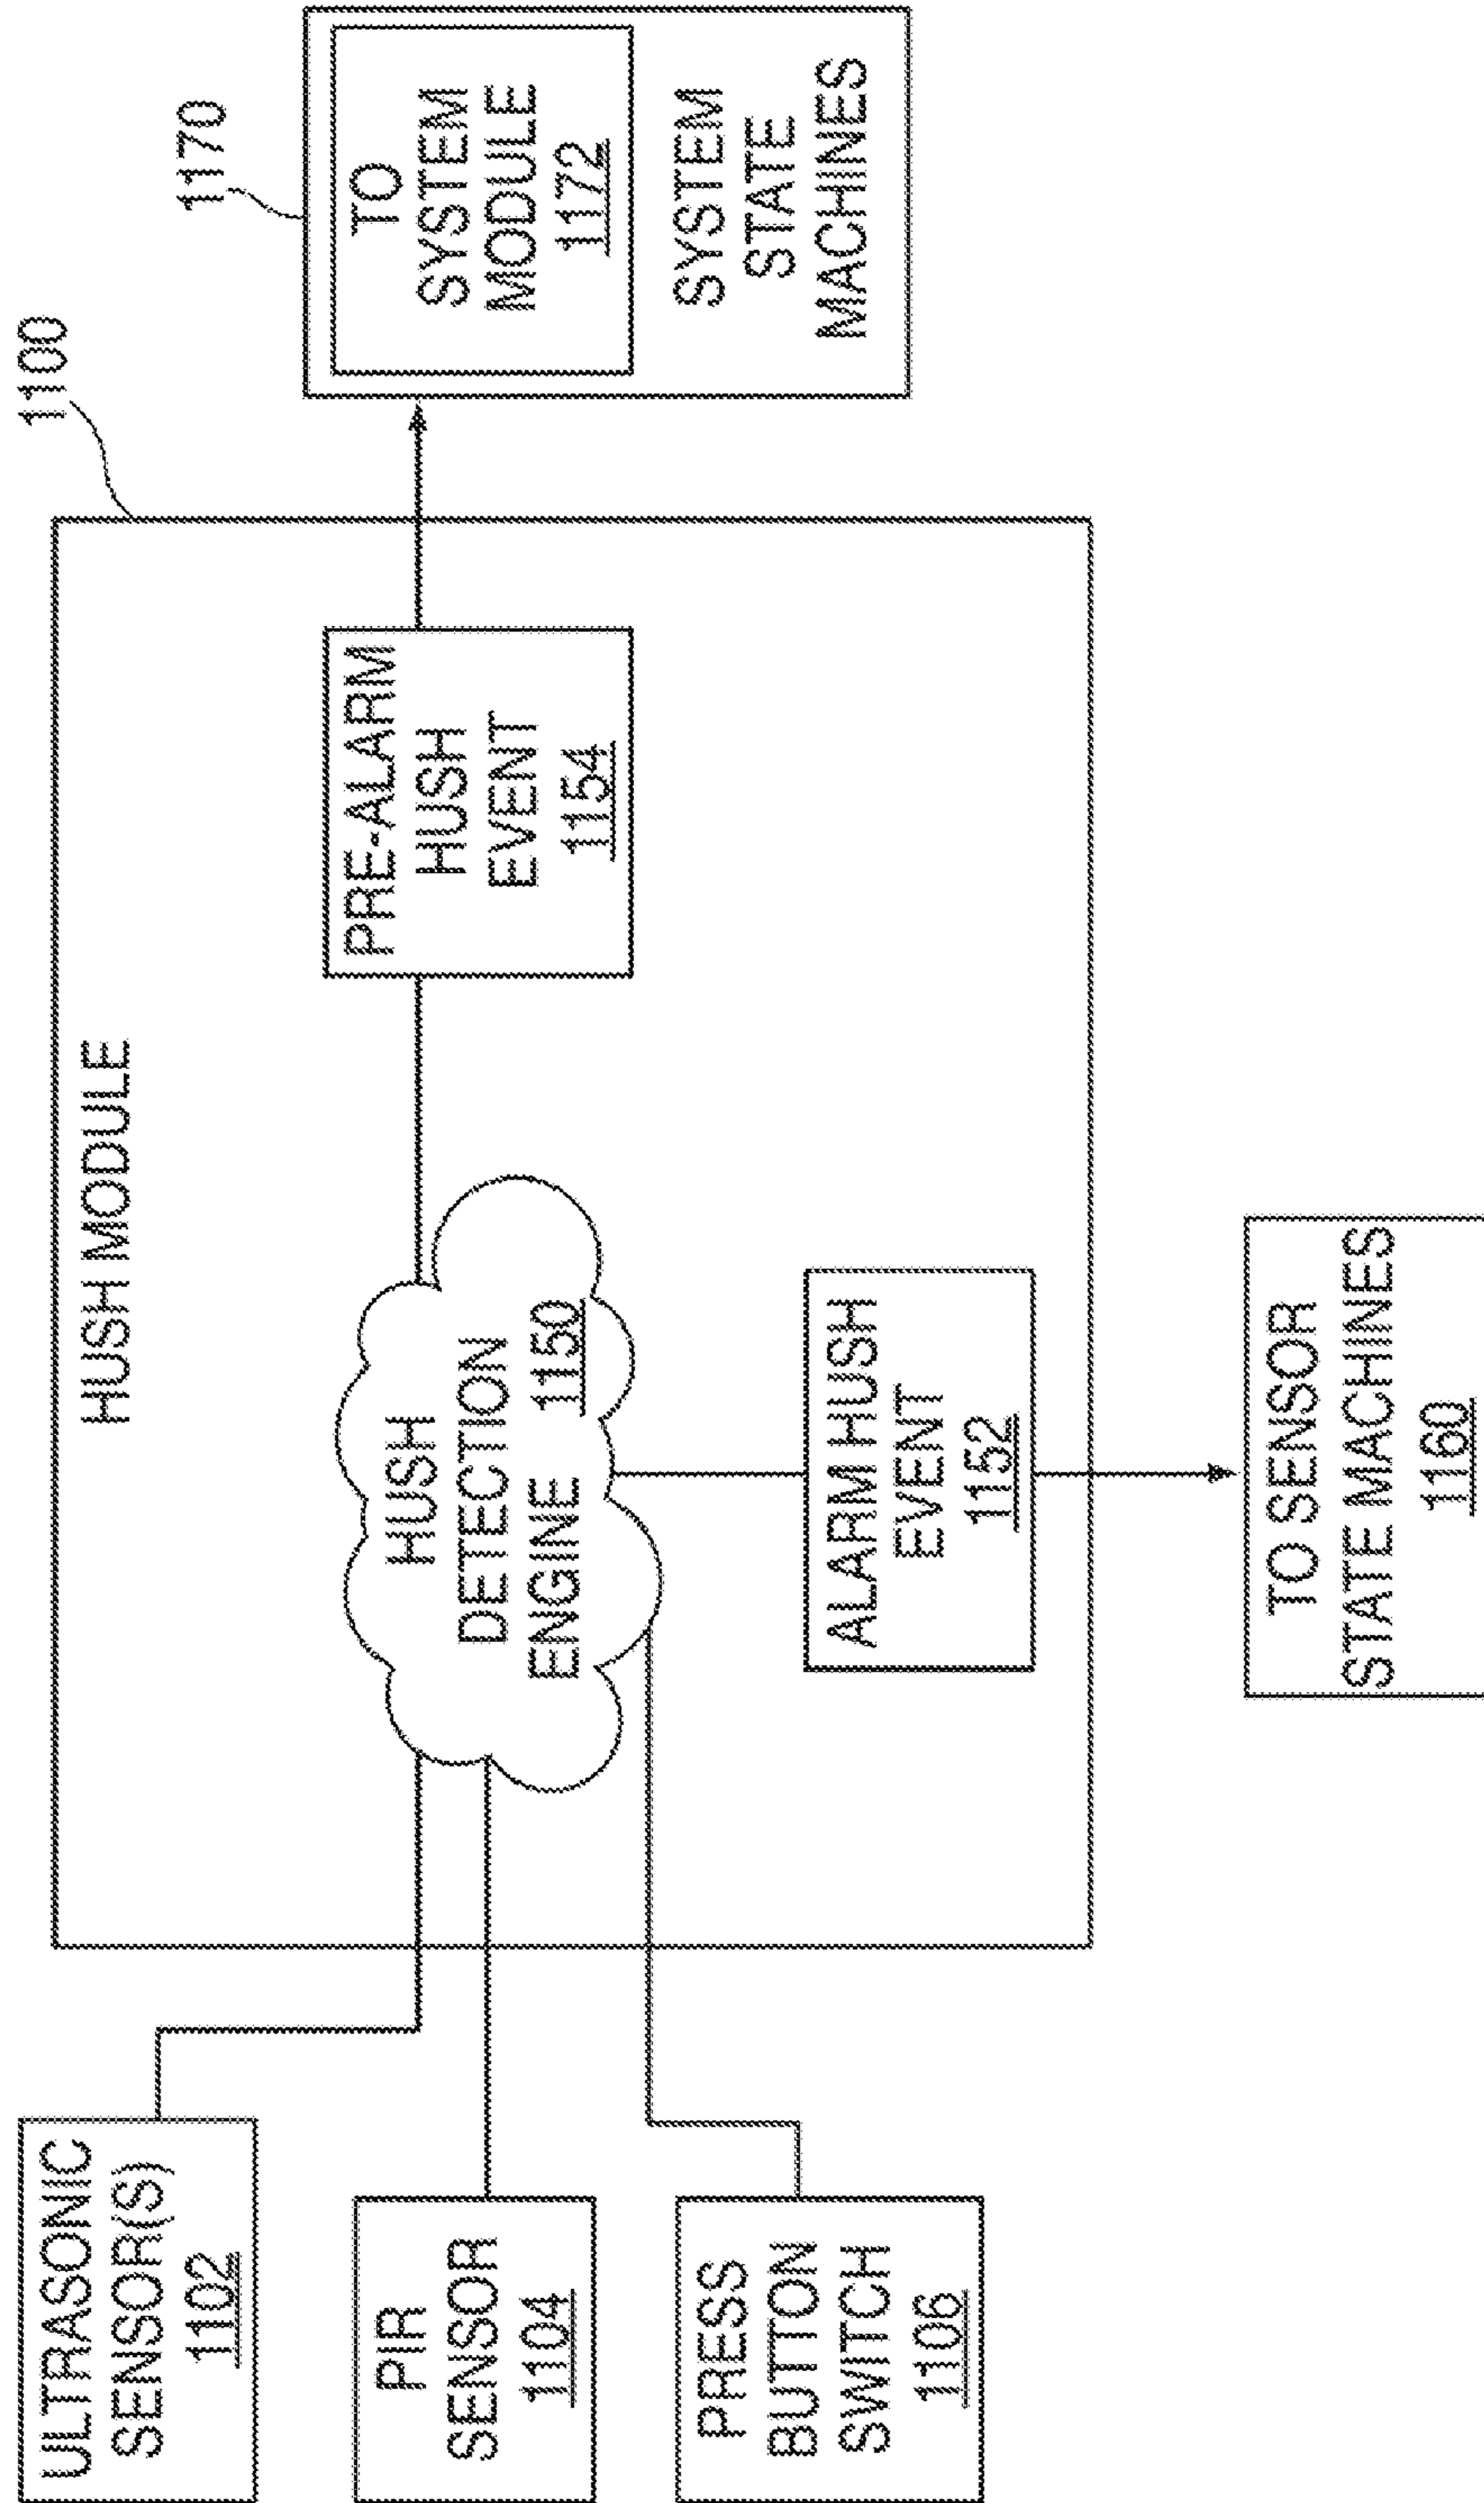 1100
1170
HUSH MODULE
ULTRASONIC
SENSOR(S)
1102
PIR
SENSOR
1104
PRESS
BUTTON
SWITCH
1106
HUSH
DETECTION
ENGINE 1150
PRE-ALARM
HUSH
EVENT
1154
TO
SYSTEM
MODULE
1172
SYSTEM
STATE
MACHINES
ALARM HUSH
EVENT
1152
TO SENSOR
STATE MACHINES
1160